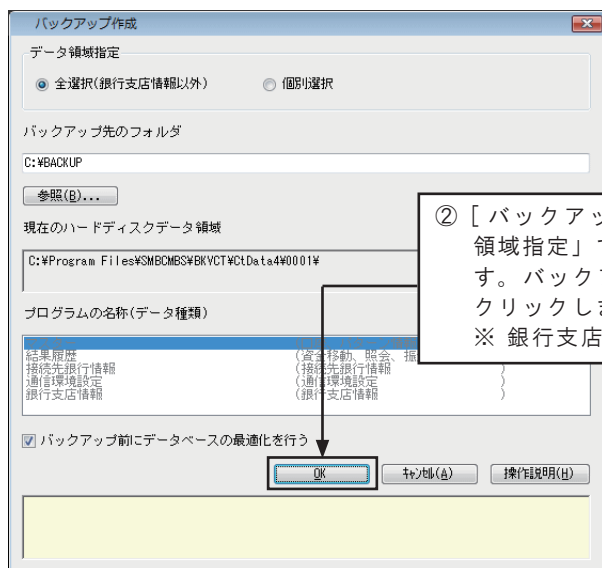 バックアップ作成
データ領域指定
全選択(銀行支店情報以外)
個別選択
バックアップ先のフォルダ
C:¥BACKUP
参照(B)...
現在のハードディスクデータ領域
C:¥Program Files¥SMBCMBS¥BKVCT¥CtData4¥0001¥
② [ バックアッ
領域指定」
す。バック
クリックしま
※ 銀行支店
プログラムの名称(データ種類)
結果履歴 (資金移動、照会、振
接続先銀行情報 (接続先銀行情報 )
通信環境設定 (通信環境設定 )
銀行支店情報 (銀行支店情報 )
バックアップ前にデータベースの最適化を行う
OK
キャンセル(A)
操作説明(H)